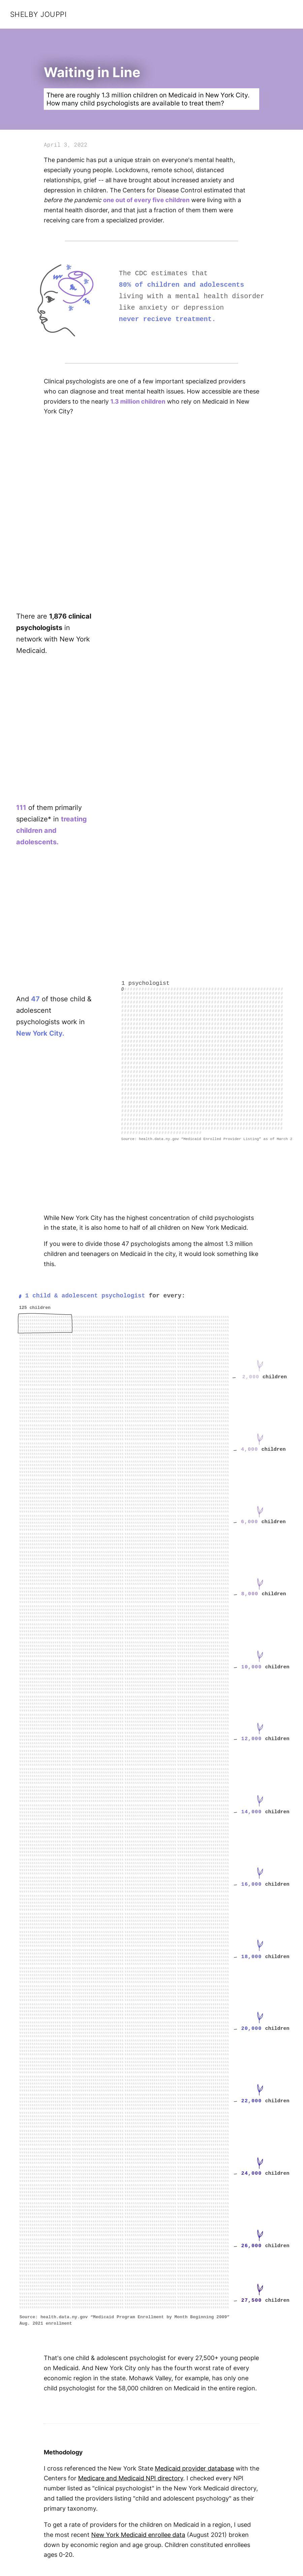 SHELBY JOUPPI
Waiting in Line
There are roughly 1.3 million children on Medicaid in New York City.
How many child psychologists are available to treat them?
April 3, 2022
The pandemic has put a unique strain on everyone's mental health,
especially young people. Lockdowns, remote school, distanced
relationships, grief -- all have brought about increased anxiety and
depression in children. The Centers for Disease Control estimated that
before the pandemic one out of every five children were living with a
mental health disorder, and that just a fraction of them them were
receiving care from a specialized provider.
The CDC estimates that
80% of children and adolescents
living with a mental health disorder
like anxiety or depression
never recieve treatment.
Clinical psychologists are one of a few important specialized providers
who can diagnose and treat mental health issues. How accessible are these
providers to the nearly 1.3 million children who rely on Medicaid in New
York City?
There are 1,876 clinical
psychologists in
network with New York
Medicaid.
111 of them primarily
specialize* in treating
children and
adolescents.
1 psychologist
And 47 of those child &
adolescent
psychologists work in
New York City.
Source: health.data.ny.gov "Medicaid Enrolled Provider Listing" as of March 2
While New York City has the highest concentration of child psychologists
in the state, it is also home to half of all children on New York Medicaid.
If you were to divide those 47 psychologists among the almost 1.3 million
children and teenagers on Medicaid in the city, it would look something like
this.
1 child & adolescent psychologist for every:
125 children
— 2,000 children
— 4,000 children
— 6,000 children
— 8,000 children
— 10,000 children
— 12,000 children
— 14,000 children
— 16,000 children
— 18,000 children
— 20,000 children
— 22,000 children
— 24,000 children
— 26,000 children
— 27,500 children
Source: health.data.ny.gov "Medicaid Program Enrollment by Month Beginning 2009"
Aug. 2021 enrollment
That's one child & adolescent psychologist for every 27,500+ young people
on Medicaid. And New York City only has the fourth worst rate of every
economic region in the state. Mohawk Valley, for example, has only one
child psychologist for the 58,000 children on Medicaid in the entire region.
Methodology
I cross referenced the New York State Medicaid provider database with the
Centers for Medicare and Medicaid NPI directory. I checked every NPI
number listed as "clinical psychologist" in the New York Medicaid directory,
and tallied the providers listing "child and adolescent psychology" as their
primary taxonomy.
To get a rate of providers for the children on Medicaid in a region, I used
the most recent New York Medicaid enrollee data (August 2021) broken
down by economic region and age group. Children constituted enrollees
ages 0-20.